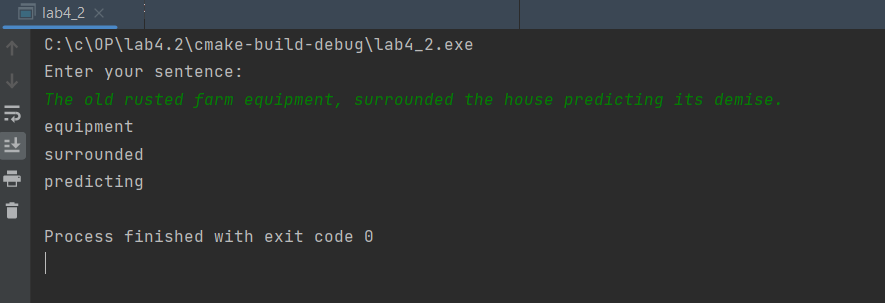 lab4_2
C:\c\OP\lab4.2\cmake-build-debug\lab4_2.exe
Enter your sentence:
The old rusted farm equipment, surrounded the house predicting its demise.
equipment
surrounded
predicting
Process finished with exit code 0